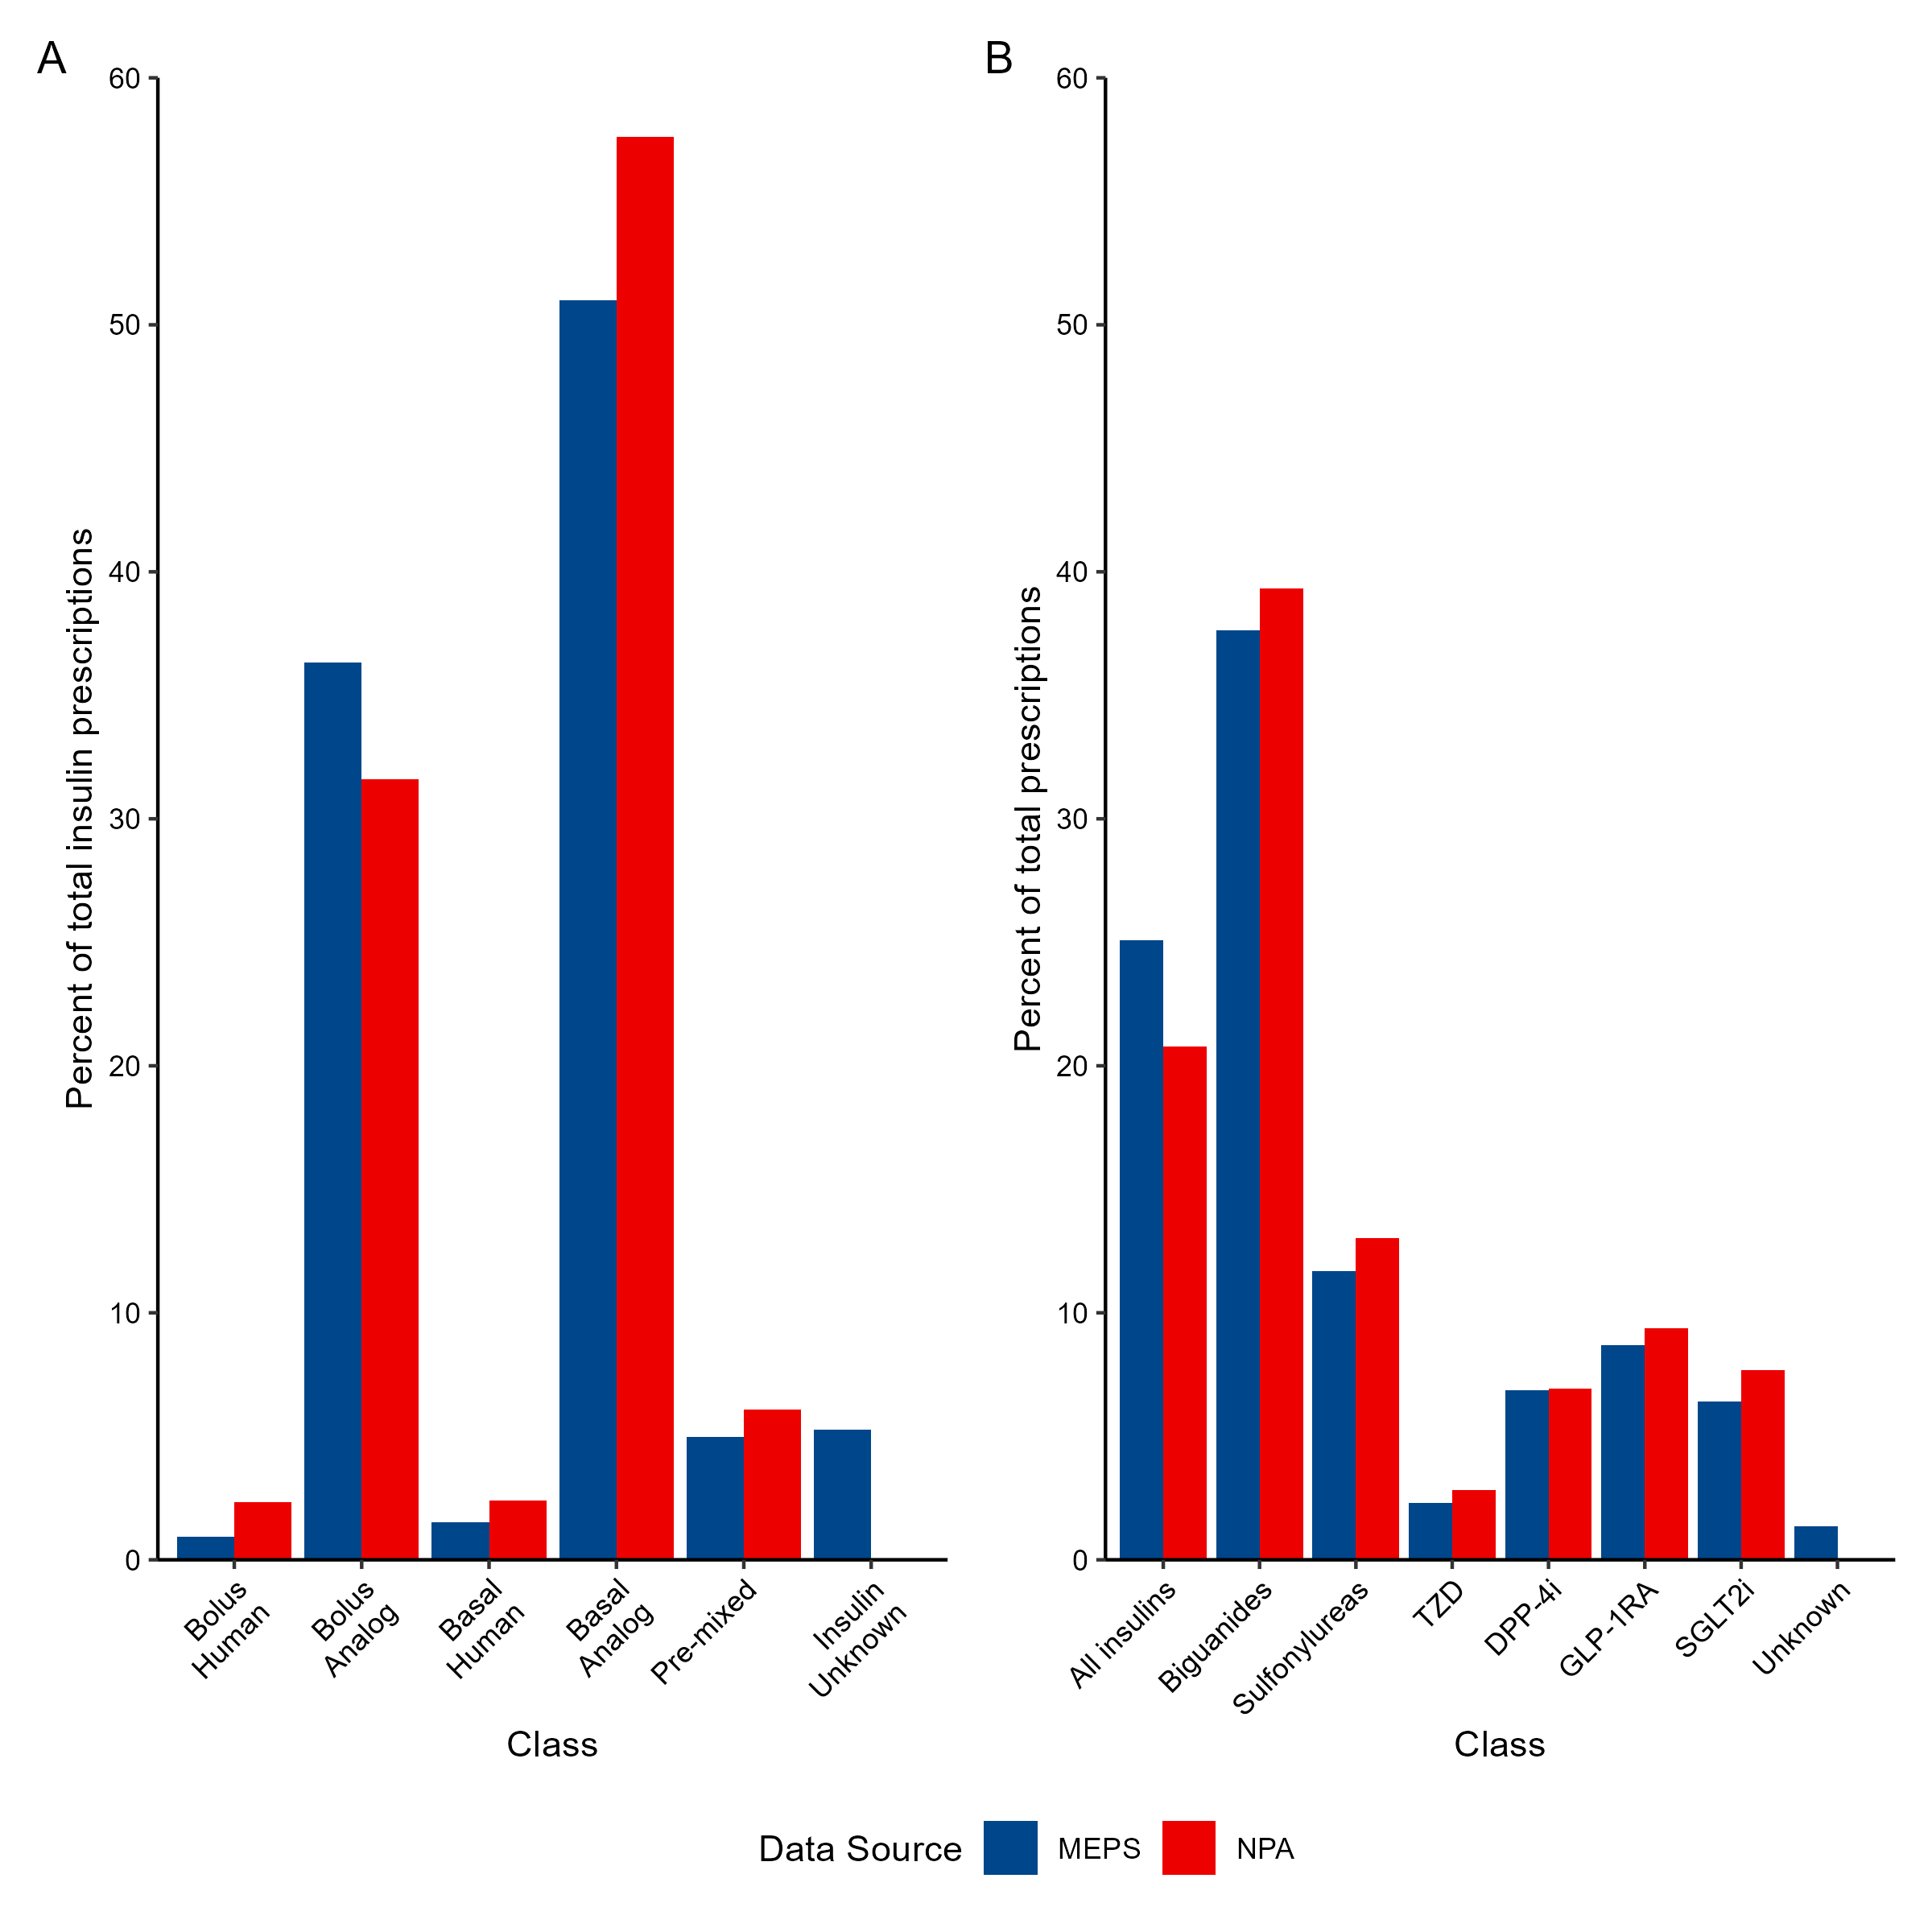 A
60
50
40
30
20
10
0
Percent of total insulin prescriptions
Bolus
Human
Bolus
Analog
Basal
Human
Basal
Analog
Pre-mixed
Insulin
Unknown
Class
B
60
50
40
30
20
10
0
Percent of total prescriptions
All insulins
Biguanides
Sulfonylureas
TZD
DPP-4i
GLP-1RA
SGLT2i
Unknown
Class
Data Source MEPS NPA